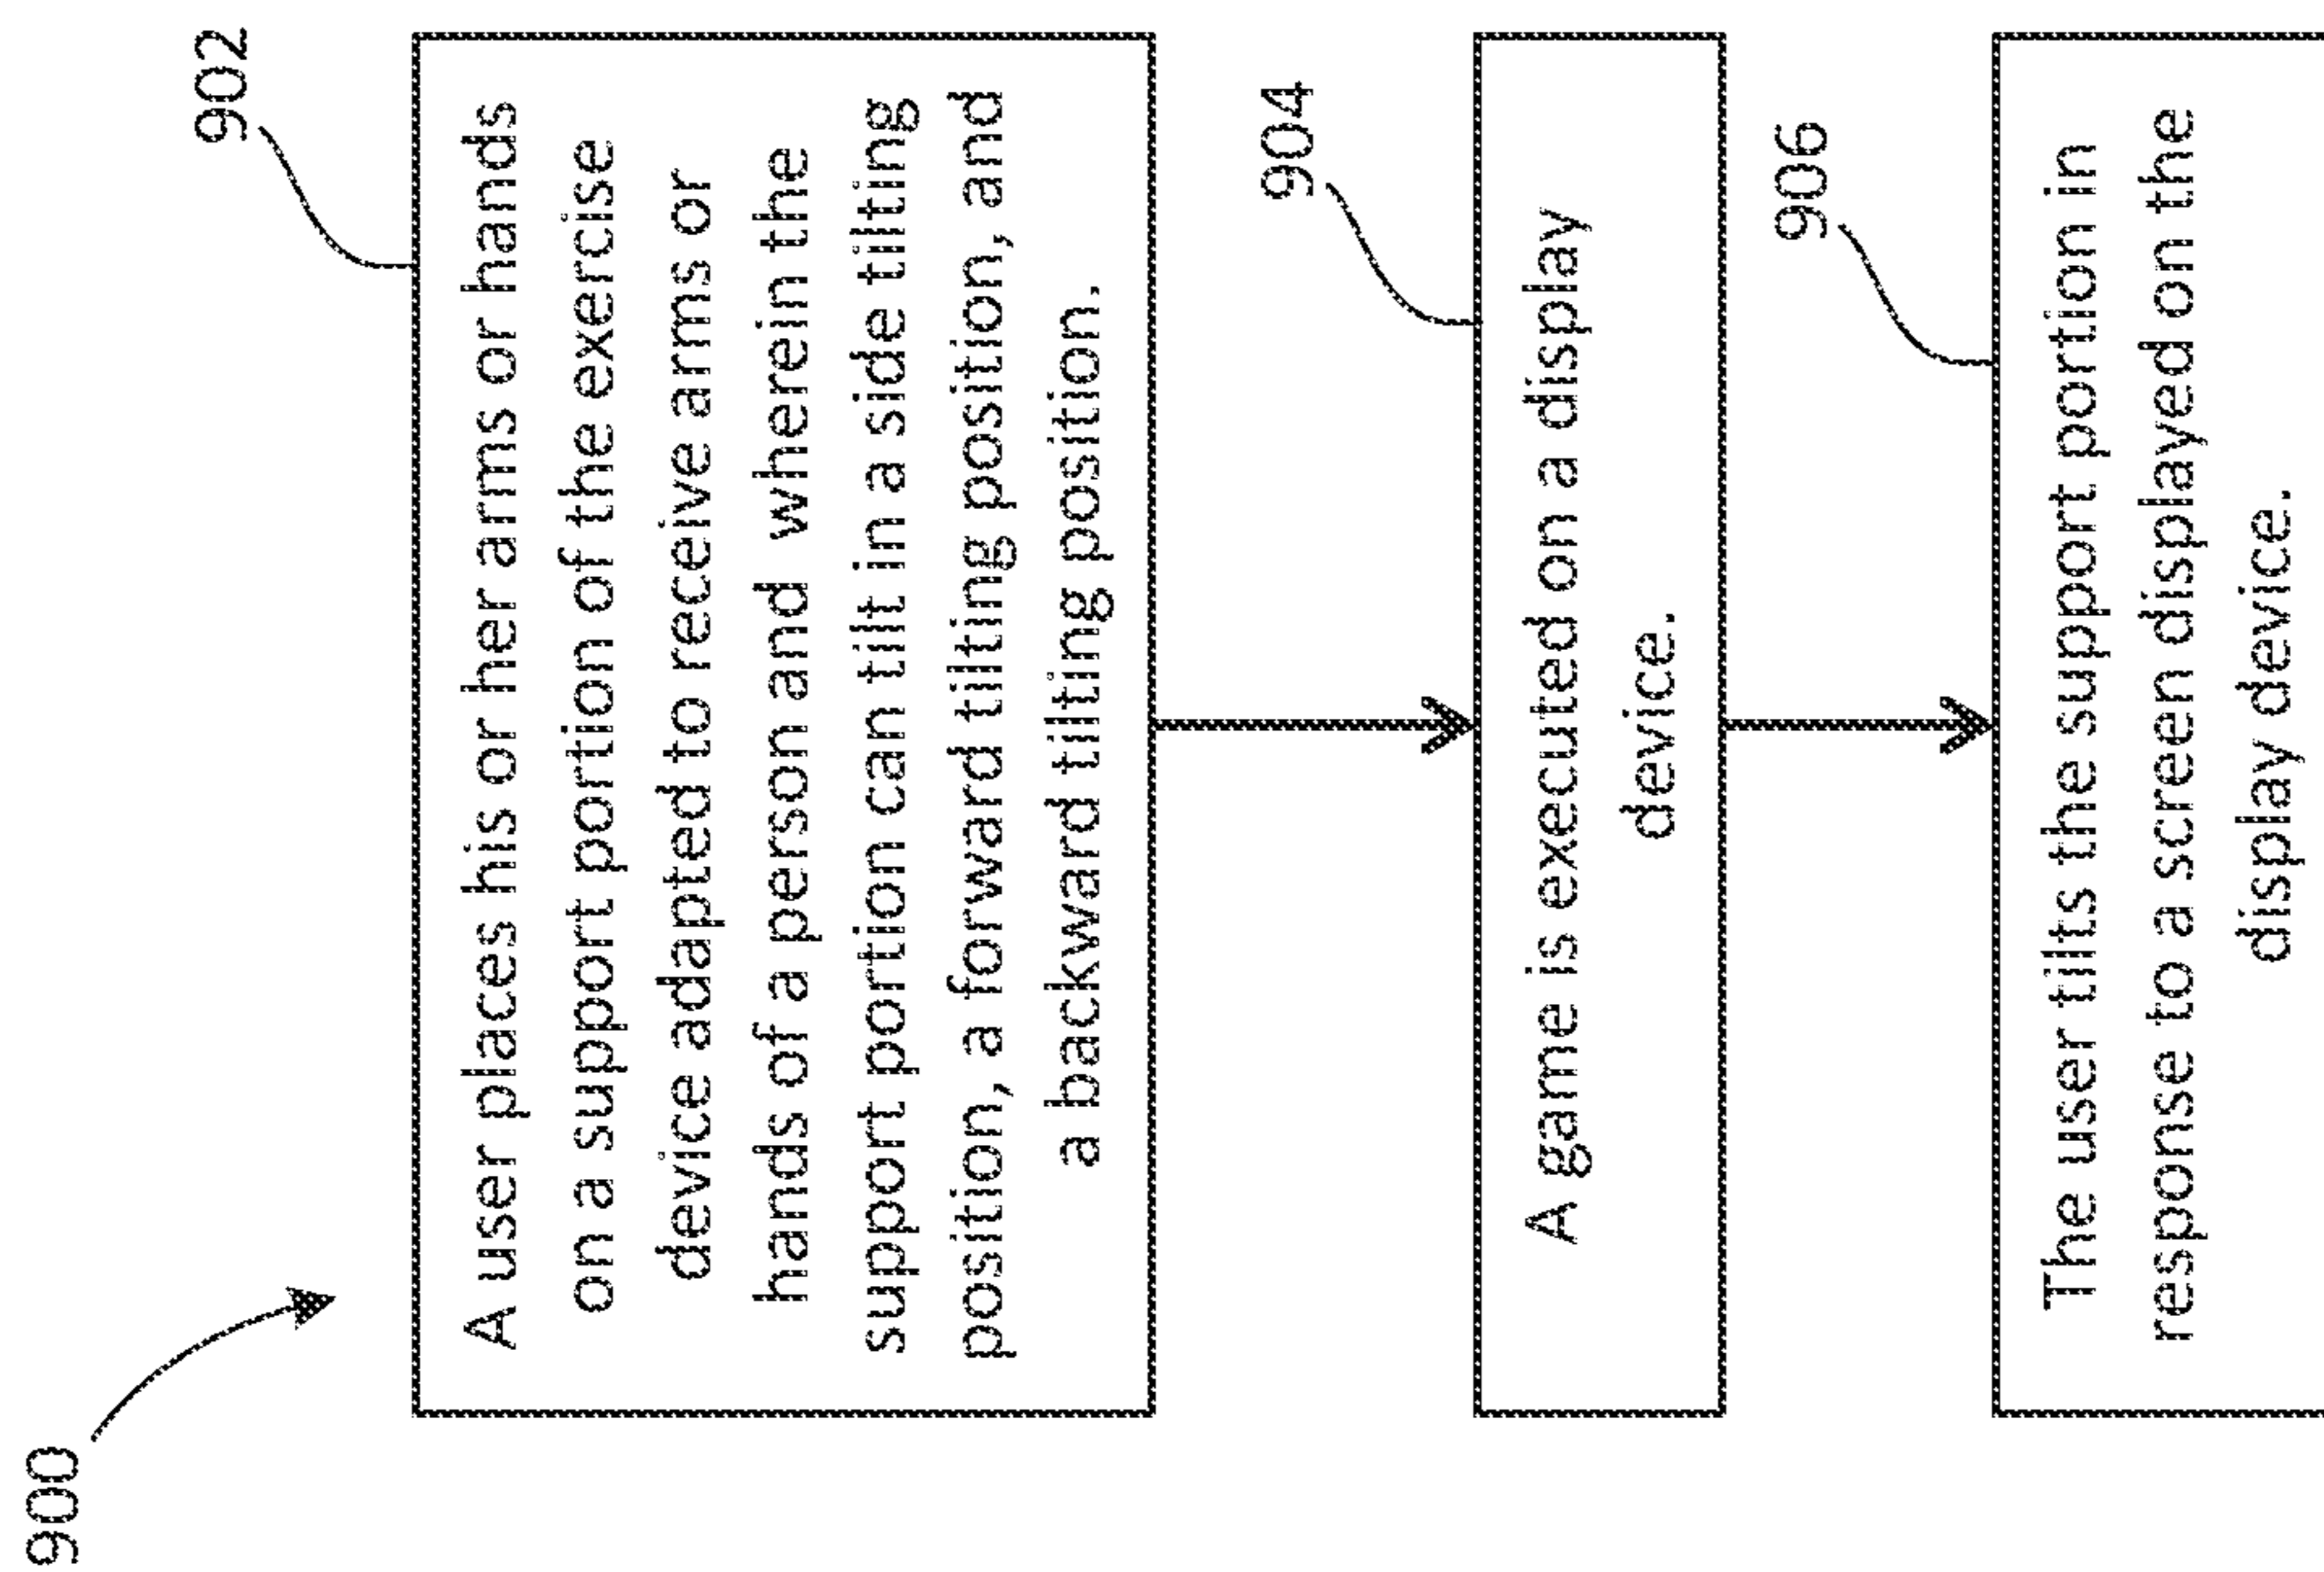 900
902
A user places his or her arms or hands
on a support portion of the exercise
device adapted to receive arms or
hands of a person and wherein the
support portion can tilt in a side tilting
position, a forward tilting position, and
a backward tilting position.
904
A game is executed on a display
device.
906
The user tilts the support portion in
response to a screen displayed on the
display device.